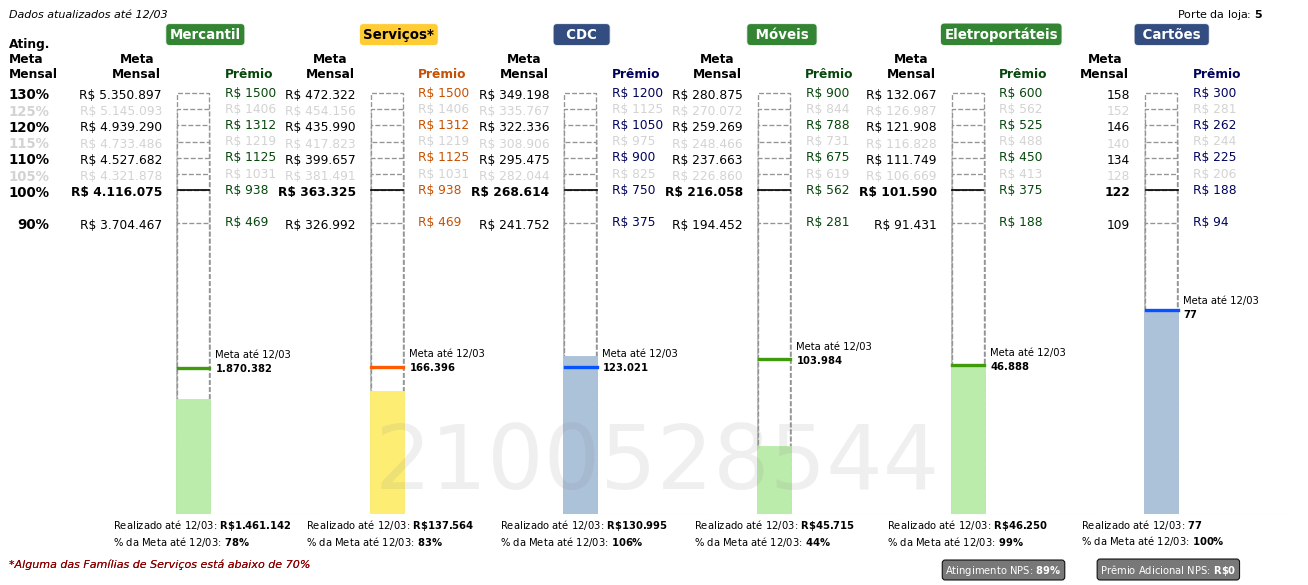 Dados atualizados até 12/03 Porte da loja: 5
Mercantil Serviços* CDC Móveis Eletroportáteis Cartões
Ating. Meta Mensal
Meta Mensal Prêmio Meta Mensal Prêmio Meta Mensal Prêmio Meta Mensal Prêmio Meta Mensal Prêmio Meta Mensal Prêmio
130% R$ 5.350.897 R$ 1500 R$ 472.322 R$ 1500 R$ 349.198 R$ 1200 R$ 280.875 R$ 900 R$ 132.067 R$ 600 158 R$ 300
125% R$ 5.145.093 R$ 1406 R$ 454.156 R$ 1406 R$ 335.767 R$ 1125 R$ 270.072 R$ 844 R$ 126.987 R$ 562 152 R$ 281
120% R$ 4.939.290 R$ 1312 R$ 435.990 R$ 1312 R$ 322.336 R$ 1050 R$ 259.269 R$ 788 R$ 121.908 R$ 525 146 R$ 262
115% R$ 4.733.486 R$ 1219 R$ 417.823 R$ 1219 R$ 308.906 R$ 975 R$ 248.466 R$ 731 R$ 116.828 R$ 488 140 R$ 244
110% R$ 4.527.682 R$ 1125 R$ 399.657 R$ 1125 R$ 295.475 R$ 900 R$ 237.663 R$ 675 R$ 111.749 R$ 450 134 R$ 225
105% R$ 4.321.878 R$ 1031 R$ 381.491 R$ 1031 R$ 282.044 R$ 825 R$ 226.860 R$ 619 R$ 106.669 R$ 413 128 R$ 206
100% R$ 4.116.075 R$ 938 R$ 363.325 R$ 938 R$ 268.614 R$ 750 R$ 216.058 R$ 562 R$ 101.590 R$ 375 122 R$ 188
90% R$ 3.704.467 R$ 469 R$ 326.992 R$ 469 R$ 241.752 R$ 375 R$ 194.452 R$ 281 R$ 91.431 R$ 188 109 R$ 94
Meta até 12/03 Meta até 12/03 Meta até 12/03 Meta até 12/03 Meta até 12/03 Meta até 12/03
1.870.382 166.396 123.021 103.984 46.888 77
2100528544
Realizado até 12/03: R$1.461.142 Realizado até 12/03: R$137.564 Realizado até 12/03: R$130.995 Realizado até 12/03: R$45.715 Realizado até 12/03: R$46.250 Realizado até 12/03: 77
% da Meta até 12/03: 78% % da Meta até 12/03: 83% % da Meta até 12/03: 106% % da Meta até 12/03: 44% % da Meta até 12/03: 99% % da Meta até 12/03: 100%
*Alguma das Famílias de Serviços está abaixo de 70% Atingimento NPS: 89% Prêmio Adicional NPS: R$0